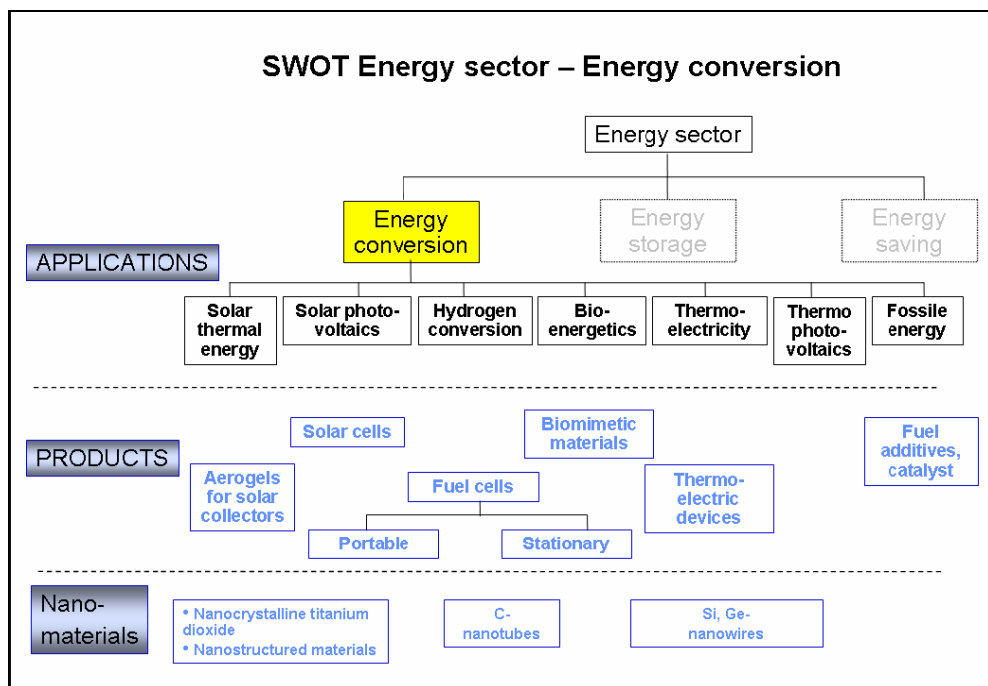 SWOT Energy sector – Energy conversion
Energy sector
Energy
conversion
Energy
storage
Energy
saving
APPLICATIONS
Solar
thermal
energy
Solar photo-
voltaics
Hydrogen
conversion
Bio-
energetics
Thermo-
electricity
Thermo
photo-
voltaics
Fossile
energy
PRODUCTS
Solar cells
Biomimetic
materials
Fuel
additives,
catalyst
Aerogels
for solar
collectors
Fuel cells
Thermo-
electric
devices
Portable
Stationary
Nano-
materials
• Nanocrystalline titanium
dioxide
• Nanostructured materials
C-
nanotubes
Si, Ge-
nanowires